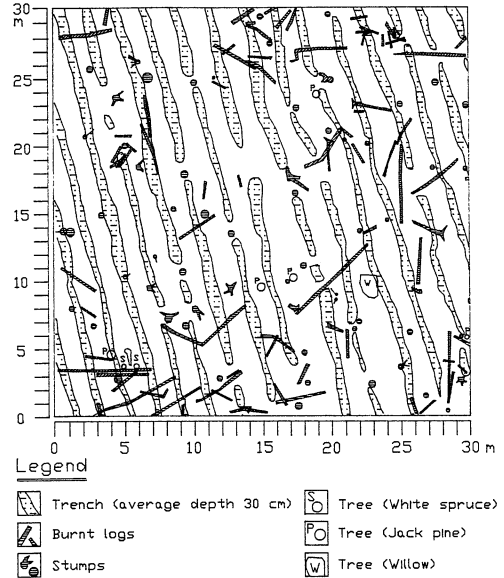 30
m
25
m
20
m
15
m
10
m
5
m
0
0 5 10 15 20 25 30 m
P
P
P
P
W
P
S
S
P
Legend
Trench (average depth 30 cm)
Burnt logs
Stumps
S Tree (White spruce)
P Tree (Jack pine)
W Tree (Willow)